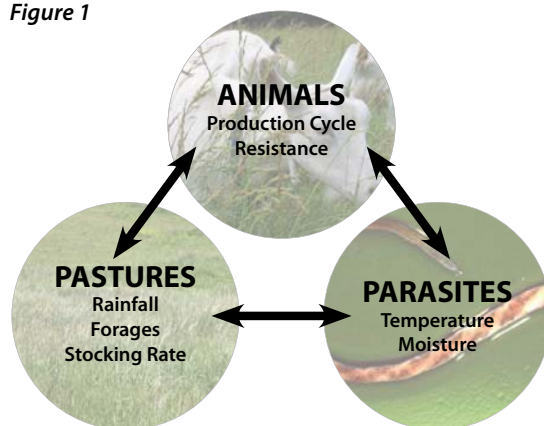 Figure 1
ANIMALS
Production Cycle
Resistance
PASTURES
Rainfall
Forages
Stocking Rate
PARASITES
Temperature
Moisture